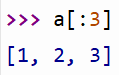 >>> a[:3]
[1, 2, 3]